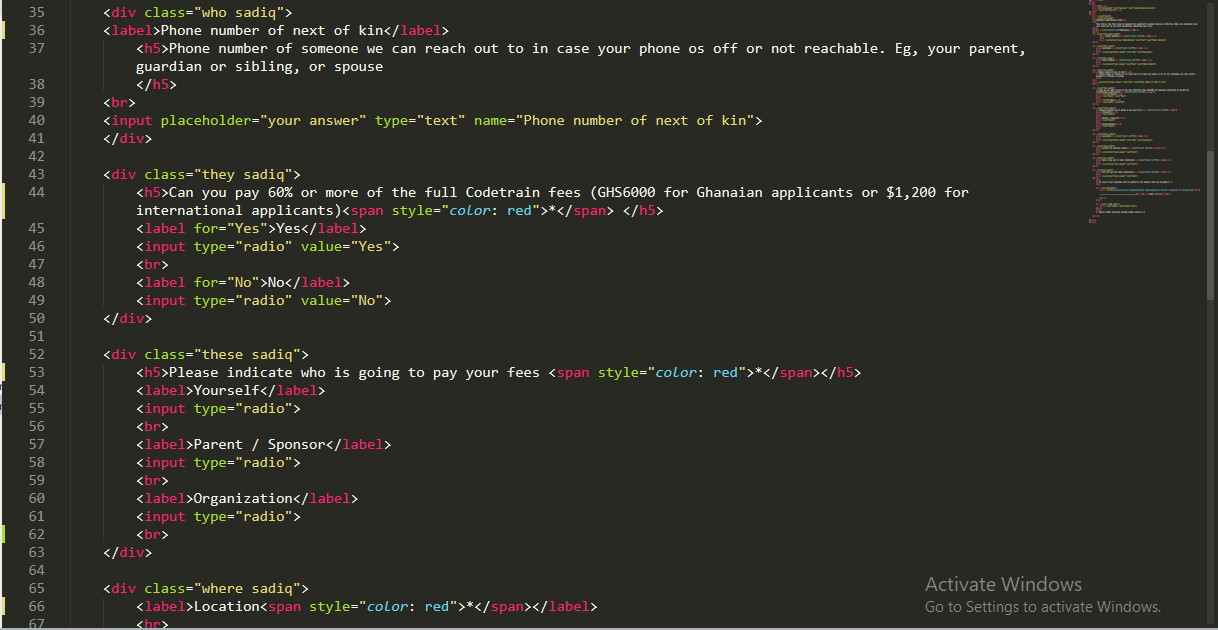 35 <div class="who sadiq">
36 <label>Phone number of next of kin</label>
37 <h5>Phone number of someone we can reach out to in case your phone os off or not reachable. Eg, your parent,
guardian or sibling, or spouse
38 </h5>
39 <br>
40 <input placeholder="your answer" type="text" name="Phone number of next of kin">
41 </div>
42
43 <div class="they sadiq">
44 <h5>Can you pay 60% or more of the full Codetrain fees (GHS6000 for Ghanaian applicants or $1,200 for
international applicants)<span style="color: red">*</span> </h5>
45 <label for="Yes">Yes</label>
46 <input type="radio" value="Yes">
47 <br>
48 <label for="No">No</label>
49 <input type="radio" value="No">
50 </div>
51
52 <div class="these sadiq">
53 <h5>Please indicate who is going to pay your fees <span style="color: red">*</span></h5>
54 <label>Yourself</label>
55 <input type="radio">
56 <br>
57 <label>Parent / Sponsor</label>
58 <input type="radio">
59 <br>
60 <label>Organization</label>
61 <input type="radio">
62 <br>
63 </div>
64
65 <div class="where sadiq">
66 <label>Location<span style="color: red">*</span></label>
67 <br>
Activate Windows
Go to Settings to activate Windows.